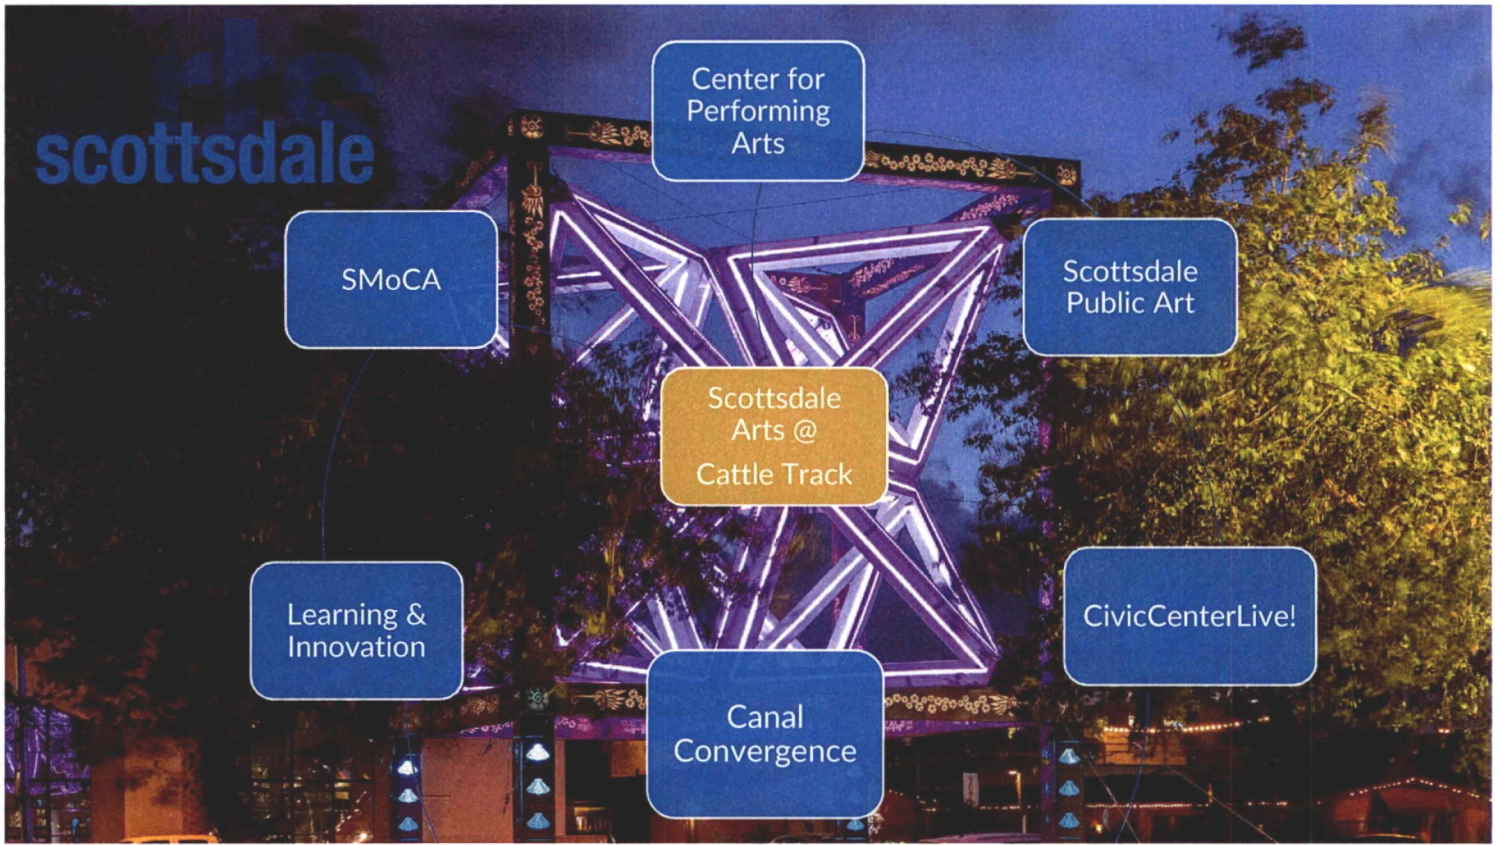 scottsdale
Center for
Performing
Arts
SMoCA
Scottsdale
Public Art
Scottsdale
Arts @
Cattle Track
Learning &
Innovation
CivicCenterLive!
Canal
Convergence